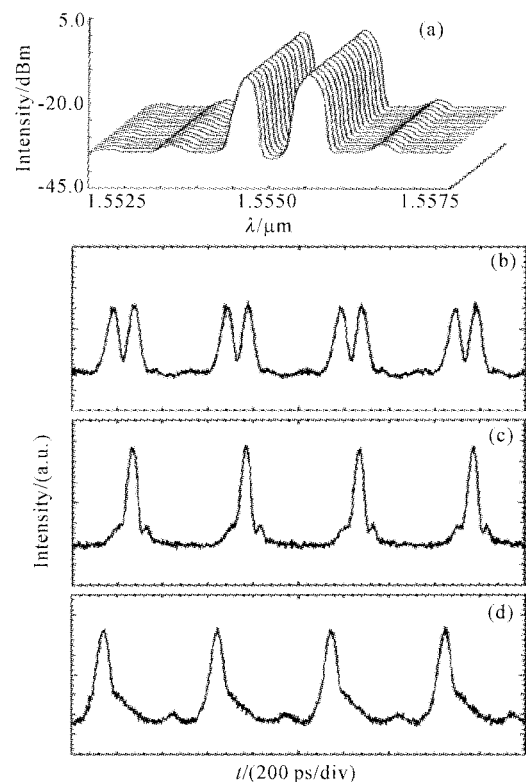 5.0
(a)
Intensity/dBm
-20.0
-45.0
1.5525
1.5550
1.5575
λ/μm
(b)
(c)
Intensity/(a.u.)
(d)
t/(200 ps/div)